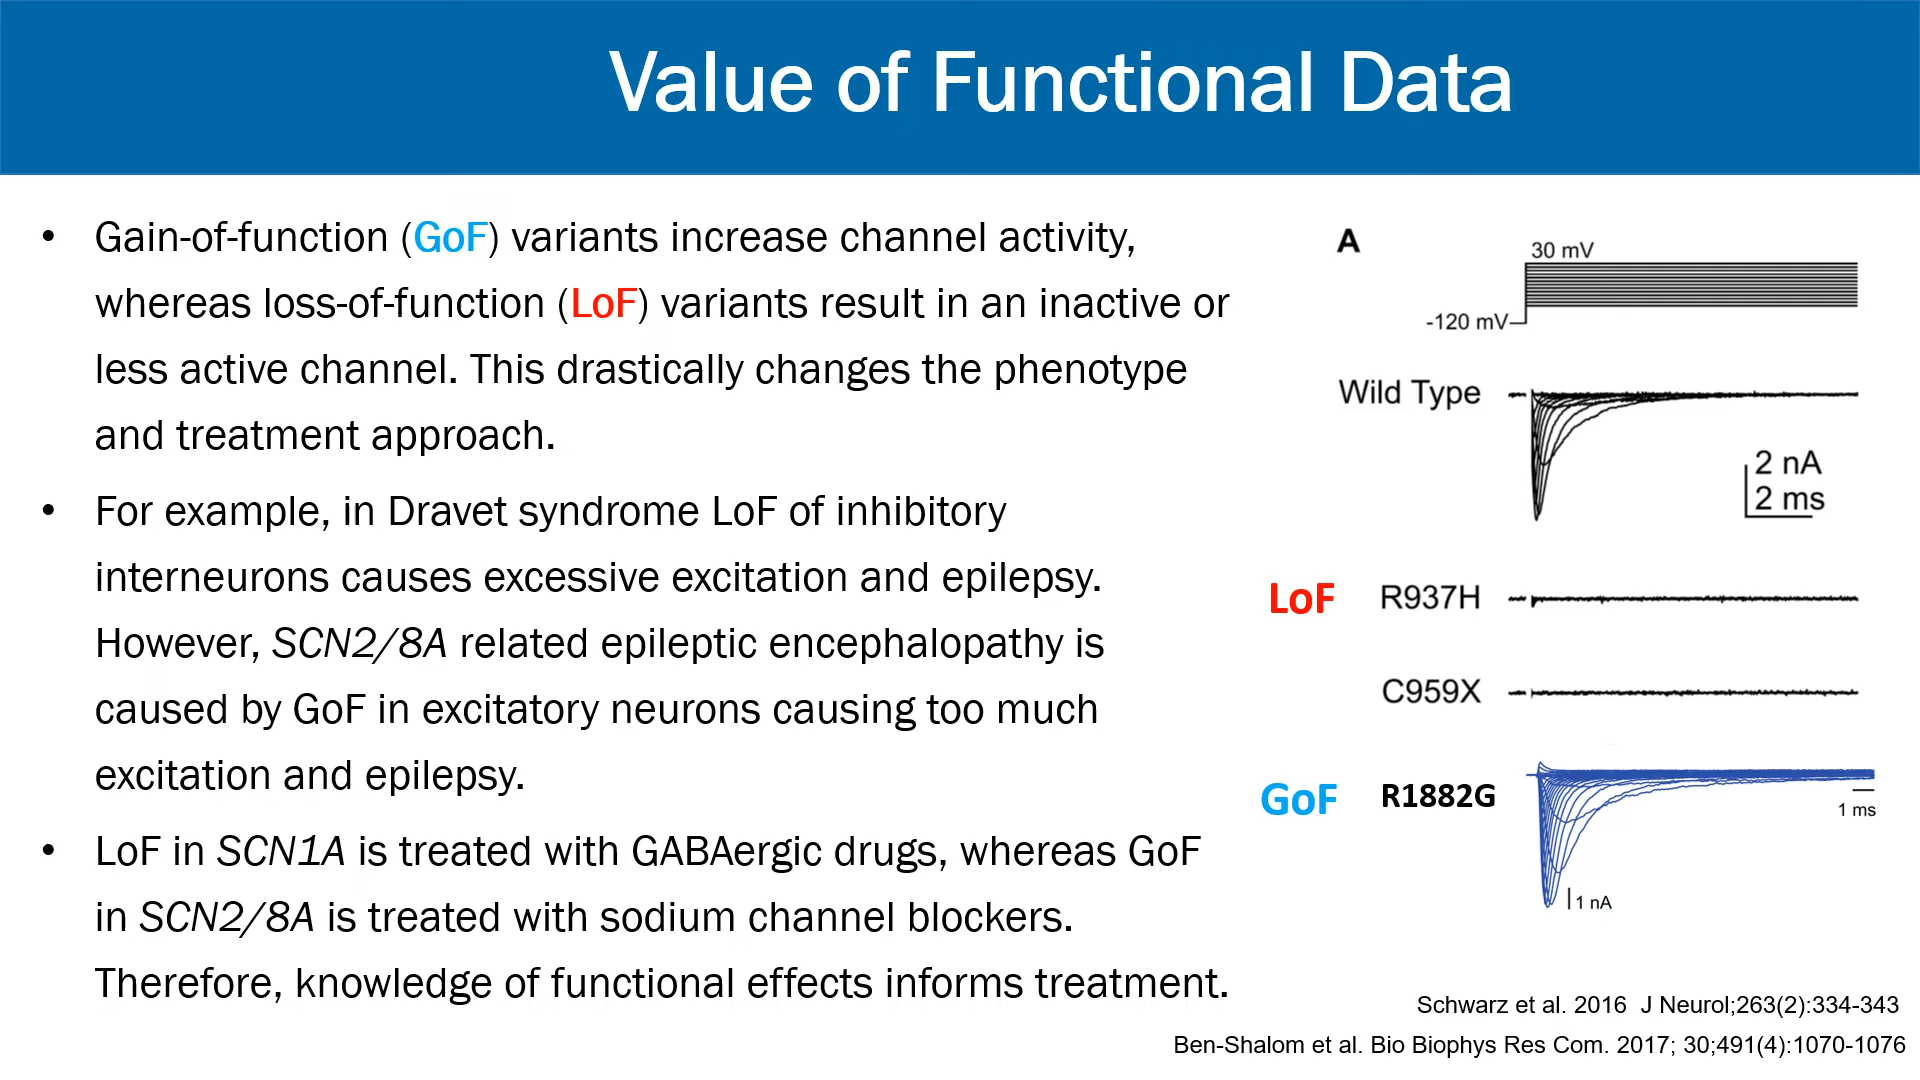 Value of Functional Data
• Gain-of-function (GoF) variants increase channel activity,
whereas loss-of-function (LoF) variants result in an inactive or
less active channel. This drastically changes the phenotype
and treatment approach.
• For example, in Dravet syndrome LoF of inhibitory
interneurons causes excessive excitation and epilepsy.
However, SCN2/8A related epileptic encephalopathy is
caused by GoF in excitatory neurons causing too much
excitation and epilepsy.
• LoF in SCN1A is treated with GABAergic drugs, whereas GoF
in SCN2/8A is treated with sodium channel blockers.
Therefore, knowledge of functional effects informs treatment.
A
30 mV
-120 mV
Wild Type
2 nA
2 ms
LoF R937H
C959X
GoF R1882G
1 ms
1 nA
Schwarz et al. 2016 J Neurol;263(2):334-343
Ben-Shalom et al. Bio Biophys Res Com. 2017; 30;491(4):1070-1076